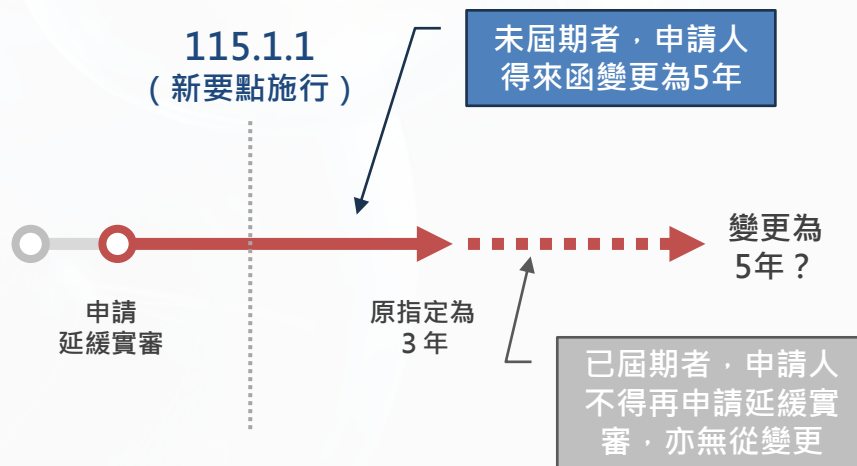 115.1.1
（新要點施行）
未屆期者，申請人
得來函變更為5年
變更為
5年？
申請
延緩實審
原指定為
3 年
已屆期者，申請人
不得再申請延緩實
審，亦無從變更